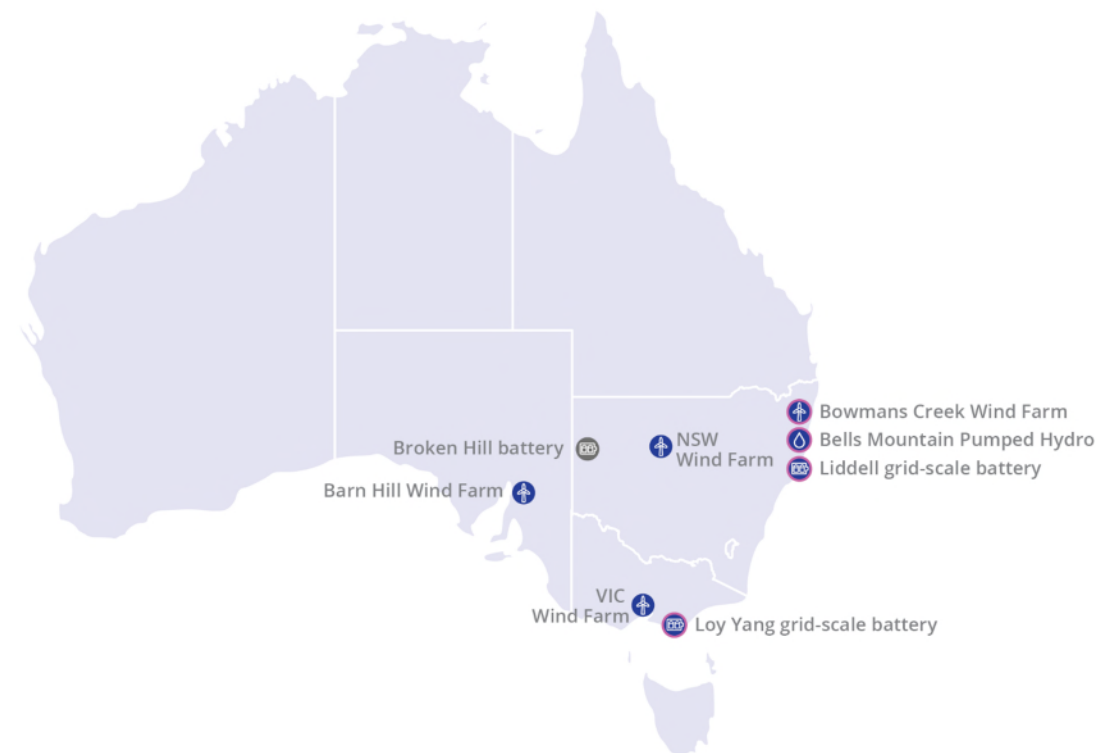 Bowmans Creek Wind Farm
Bells Mountain Pumped Hydro
Liddell grid-scale battery
NSW
Wind Farm
Broken Hill battery
Barn Hill Wind Farm
VIC
Wind Farm
Loy Yang grid-scale battery